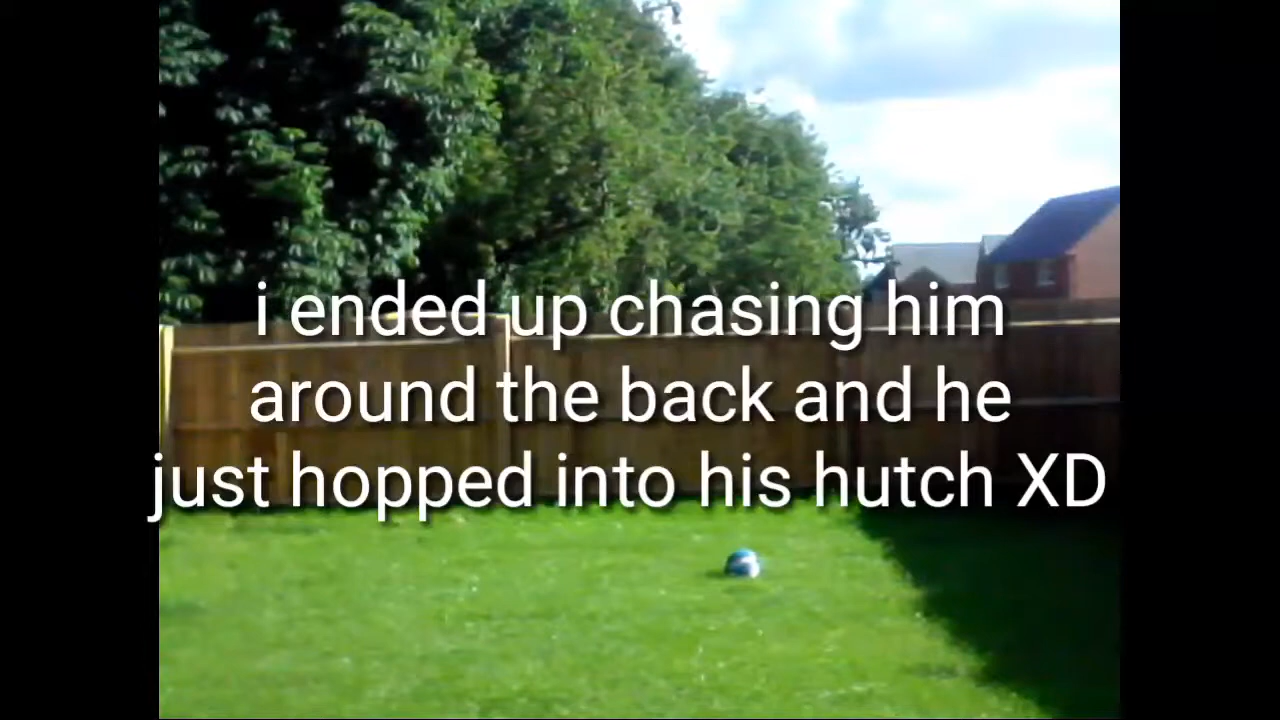 i ended up chasing him
around the back and he
just hopped into his hutch XD